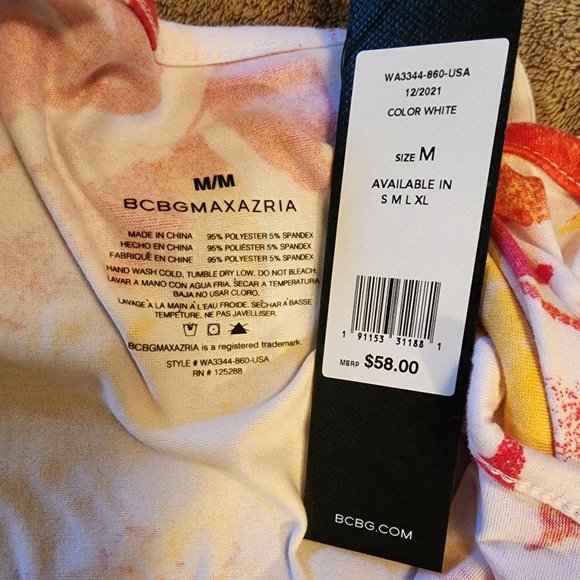 M/M
BCBGMAXAZRIA
MADE IN CHINA 95% POLYESTER 5% SPANDEX
HECHO EN CHINA 95% POLIÉSTER 5% SPANDEX
FABRIQUÉ EN CHINE 95% POLYESTER 5% SPANDEX
HAND WASH COLD, TUMBLE DRY LOW. DO NOT BLEACH.
LAVAR A MANO CON AGUA FRIA, SECAR A TEMPERATURA
BAJA NO USAR CLORO.
LAVAGE A LA MAIN A L'EAU FROIDE. SECHAR A BASSE
TEMPETURE. NE PAS JAVELLISER.
BCBGMAXAZRIA is a registered trademark.
STYLE # WA3344-860-USA
RN # 125288
WA3344-860-USA
12/2021
COLOR WHITE
SIZE M
AVAILABLE IN
S M L XL
1 91153 31188 1
MSRP $58.00
BCBG.COM